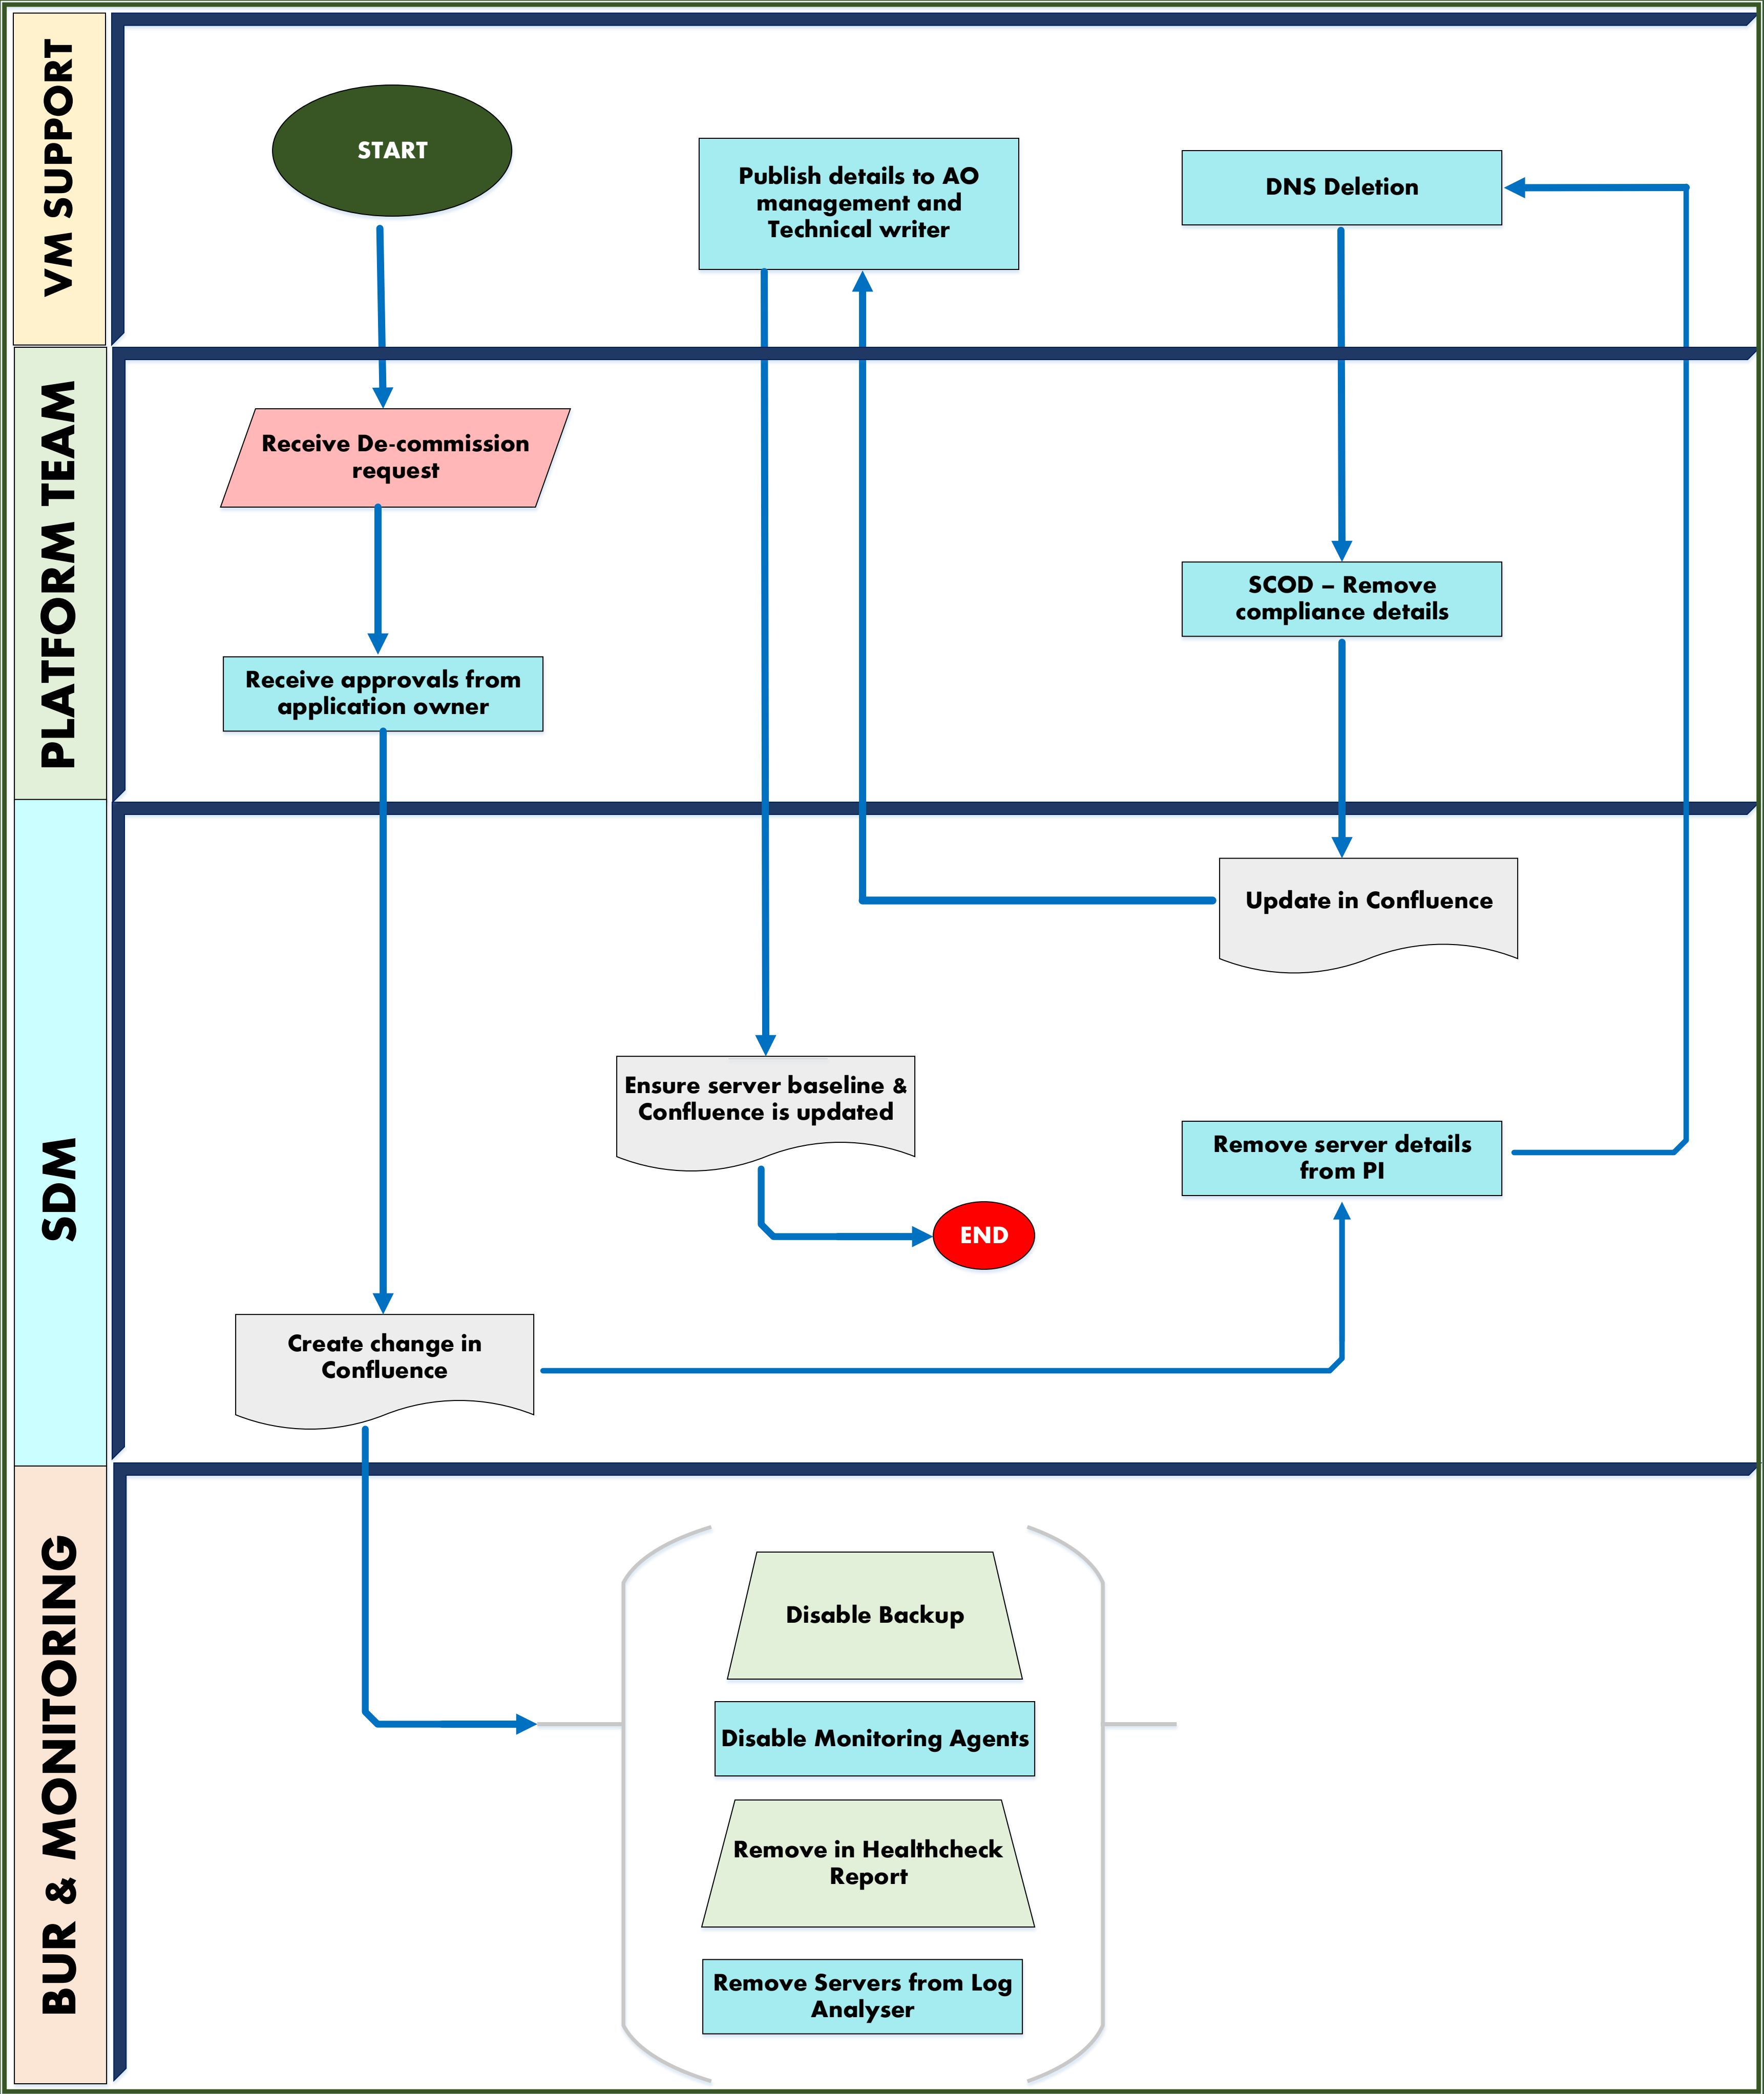 VM SUPPORT
START
Publish details to AO
management and
Technical writer
DNS Deletion
PLATFORM TEAM
Receive De-commission
request
SCOD – Remove
compliance details
Receive approvals from
application owner
SDM
Update in Confluence
Ensure server baseline &
Confluence is updated
Remove server details
from PI
END
Create change in
Confluence
BUR & MONITORING
Disable Backup
Disable Monitoring Agents
Remove in Healthcheck
Report
Remove Servers from Log
Analyser